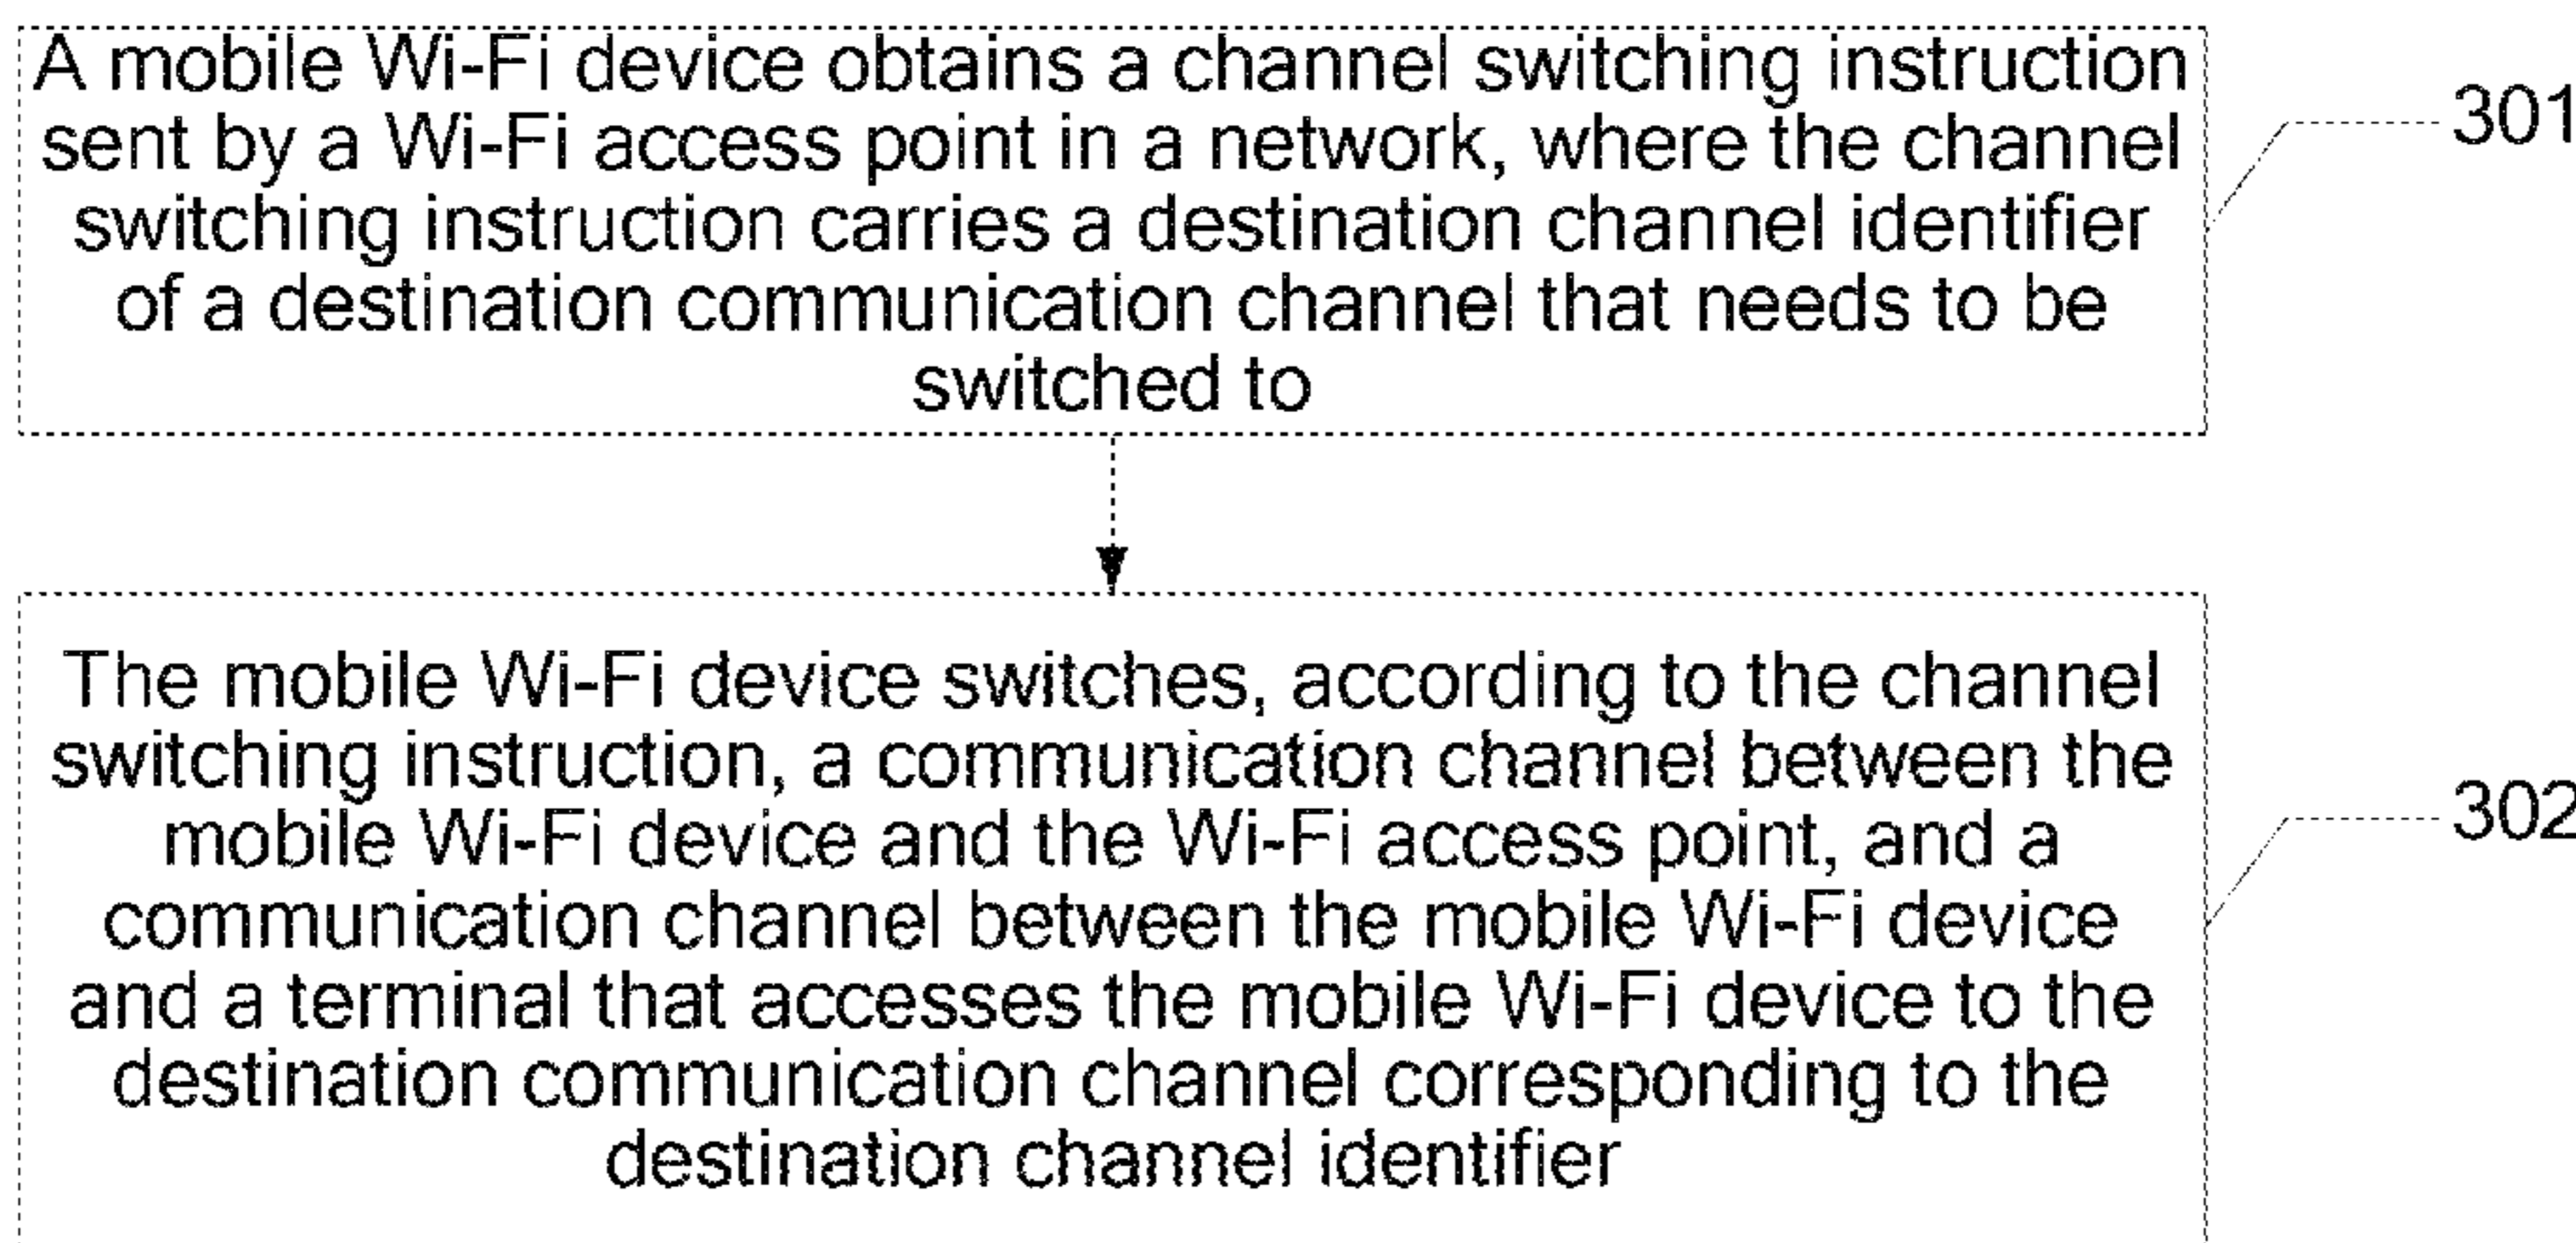 A mobile Wi-Fi device obtains a channel switching instruction
sent by a Wi-Fi access point in a network, where the channel
switching instruction carries a destination channel identifier
of a destination communication channel that needs to be
switched to
301
The mobile Wi-Fi device switches, according to the channel
switching instruction, a communication channel between the
mobile Wi-Fi device and the Wi-Fi access point, and a
communication channel between the mobile Wi-Fi device
and a terminal that accesses the mobile Wi-Fi device to the
destination communication channel corresponding to the
destination channel identifier
302